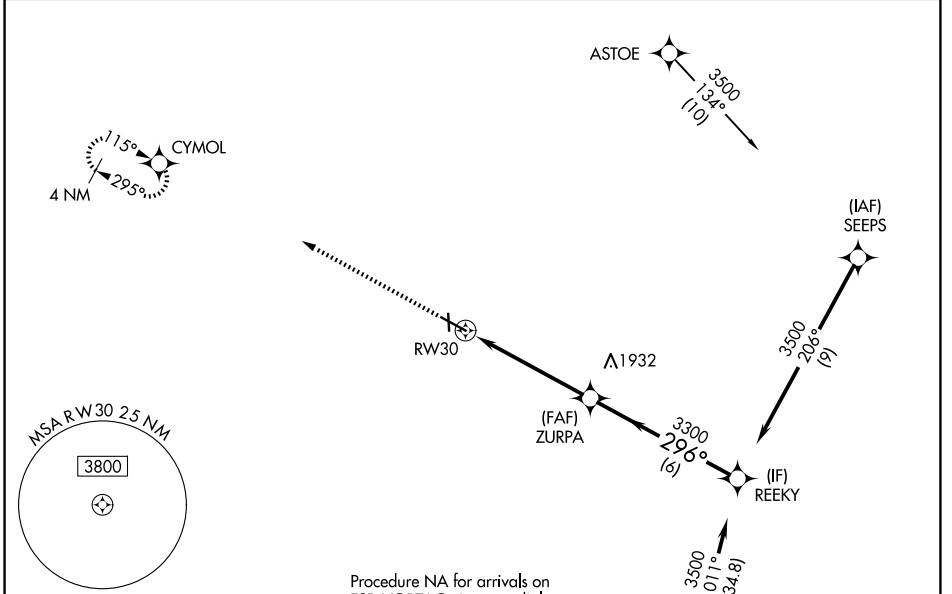 ASTOE
3500
134°
(10)
115°
CYMOL
295°
4 NM
(IAF)
SEEPS
3500
206°
(9)
RW30
1932
(FAF)
ZURPA
3300
296°
(6)
(IF)
REEKY
MSA RW30 25 NM
3800
3500
011°
34.8)
Procedure NA for arrivals on